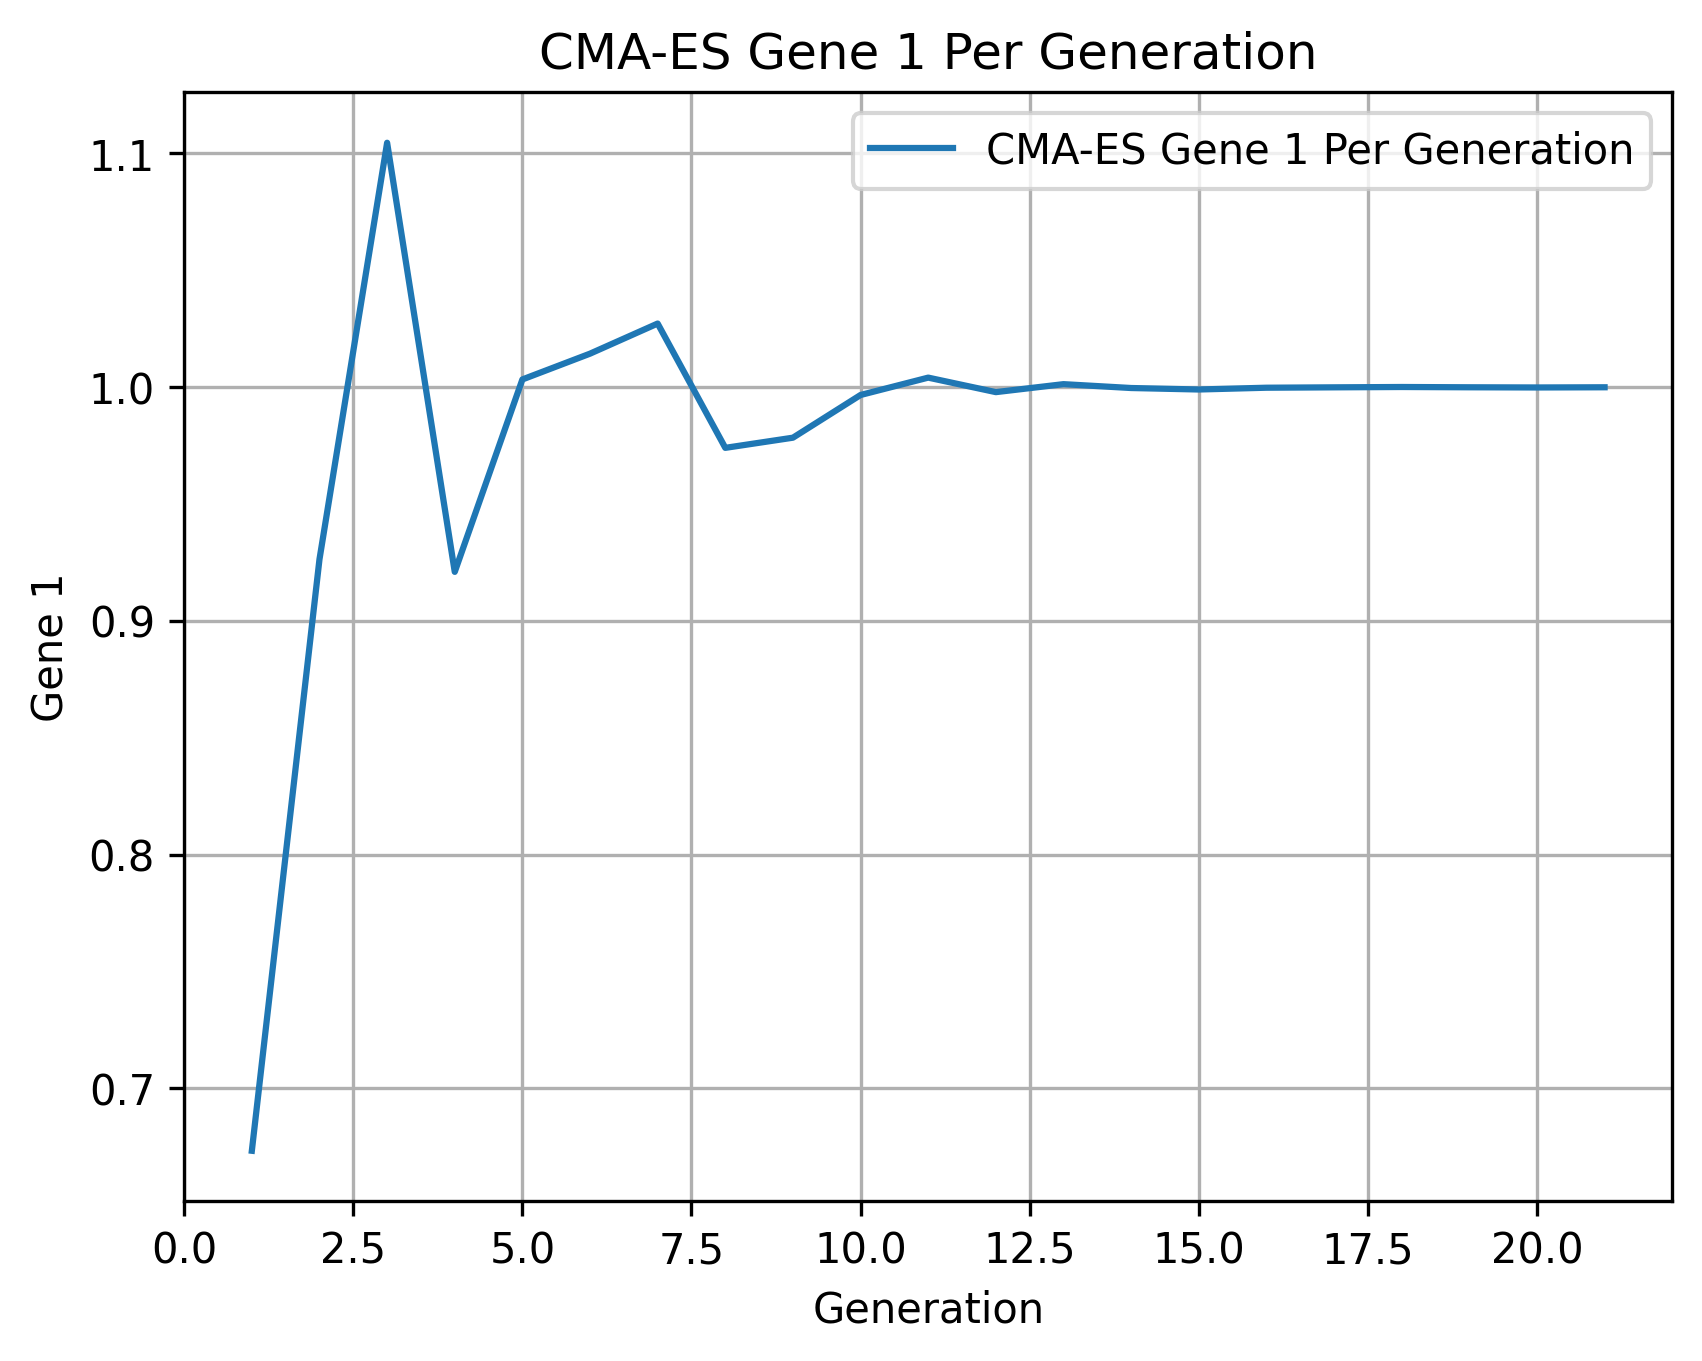 CMA-ES Gene 1 Per Generation
CMA-ES Gene 1 Per Generation
1.1
1.0
0.9
0.8
0.7
Gene 1
0.0 2.5 5.0 7.5 10.0 12.5 15.0 17.5 20.0
Generation